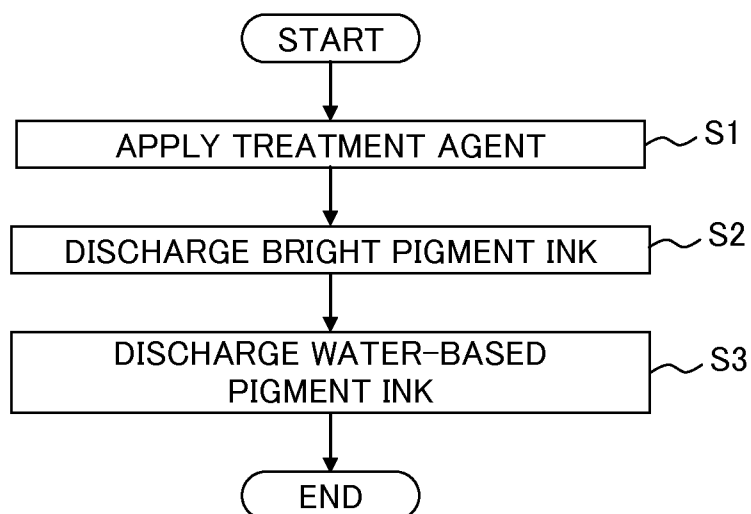 START
APPLY TREATMENT AGENT
S1
DISCHARGE BRIGHT PIGMENT INK
S2
DISCHARGE WATER-BASED
PIGMENT INK
S3
END